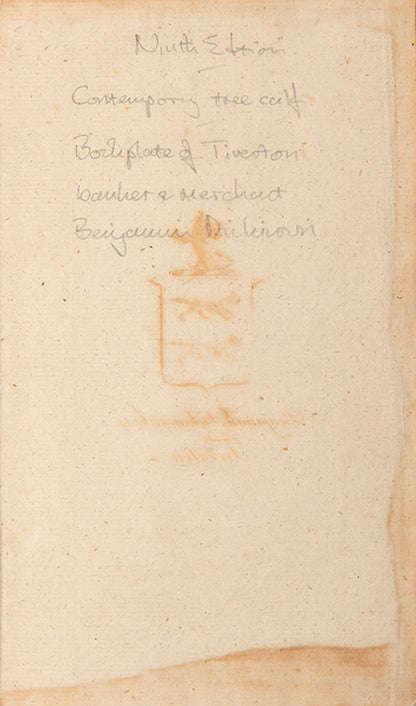 Ninth Edition
Contemporary tree calf
Bookplate of Tiverton
banker & merchant
Benjamin Dickinson